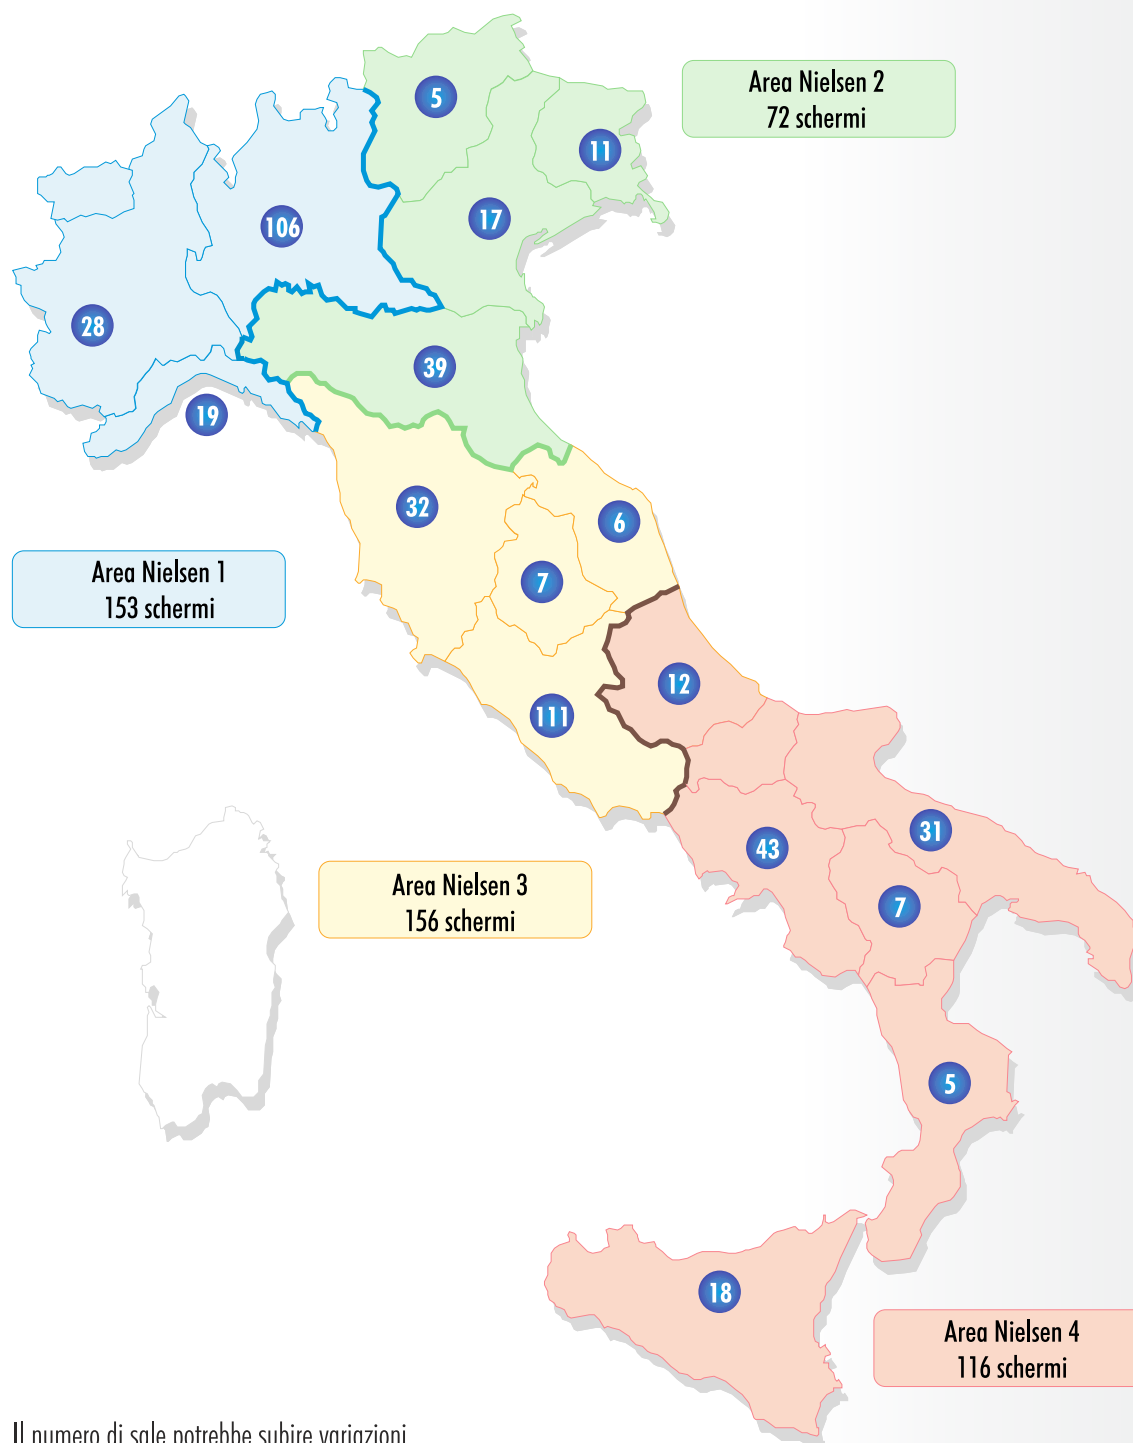 5
Area Nielsen 2
72 schermi
11
106
17
28
39
19
32
6
Area Nielsen 1
153 schermi
7
12
111
43
31
Area Nielsen 3
156 schermi
7
5
18
Area Nielsen 4
116 schermi
Il numero di sale potrebbe subire variazioni